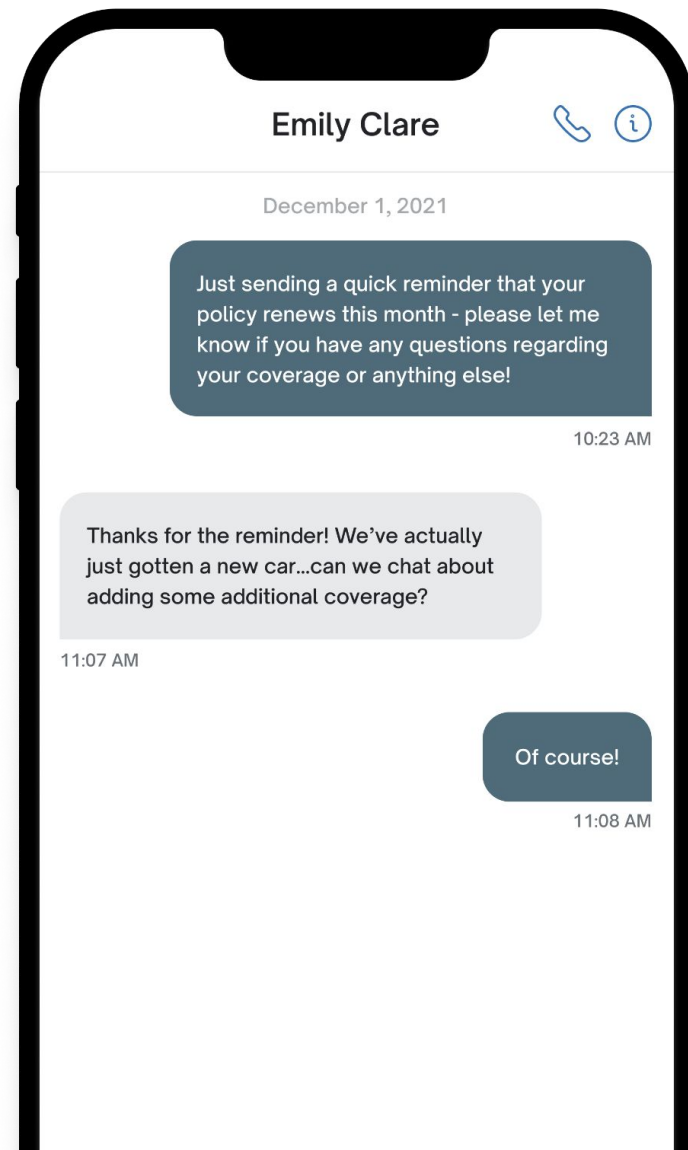 Emily Clare
December 1, 2021
Just sending a quick reminder that your
policy renews this month - please let me
know if you have any questions regarding
your coverage or anything else!
10:23 AM
Thanks for the reminder! We’ve actually
just gotten a new car...can we chat about
adding some additional coverage?
11:07 AM
Of course!
11:08 AM